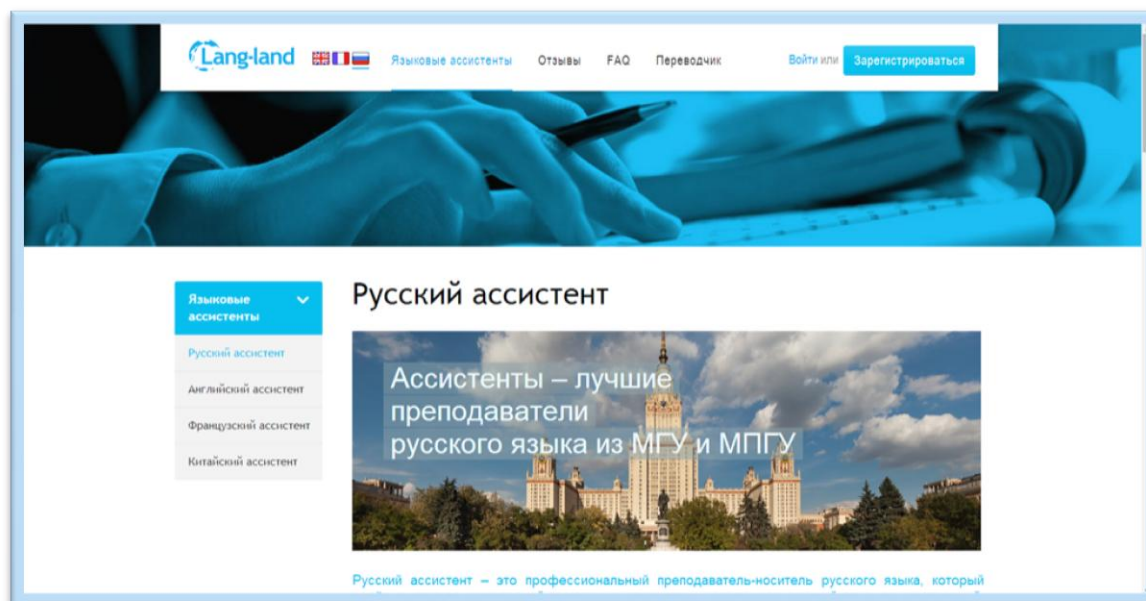 Lang-land
Языковые ассистенты
Отзывы
FAQ
Переводчик
Войти или
Зарегистрироваться
Языковые
ассистенты
Русский ассистент
Английский ассистент
Французский ассистент
Китайский ассистент
Русский ассистент
Ассистенты – лучшие
преподаватели
русского языка из МГУ и МПГУ
Русский ассистент – это профессиональный преподаватель-носитель русского языка, который